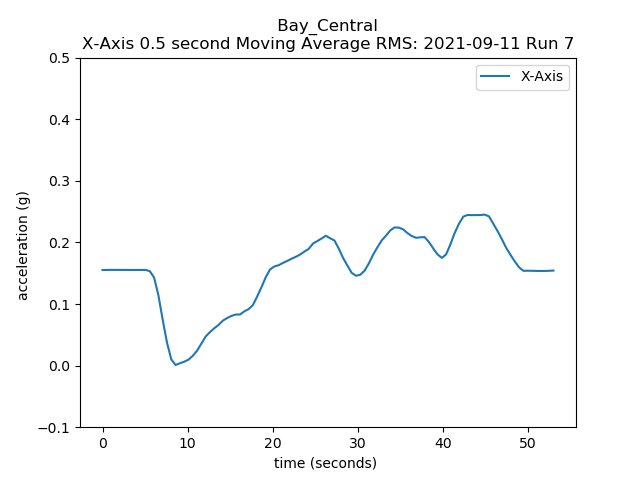 Bay_Central
X-Axis 0.5 second Moving Average RMS: 2021-09-11 Run 7
X-Axis
acceleration (g)
0.5
0.4
0.3
0.2
0.1
0.0
−0.1
0 10 20 30 40 50
time (seconds)